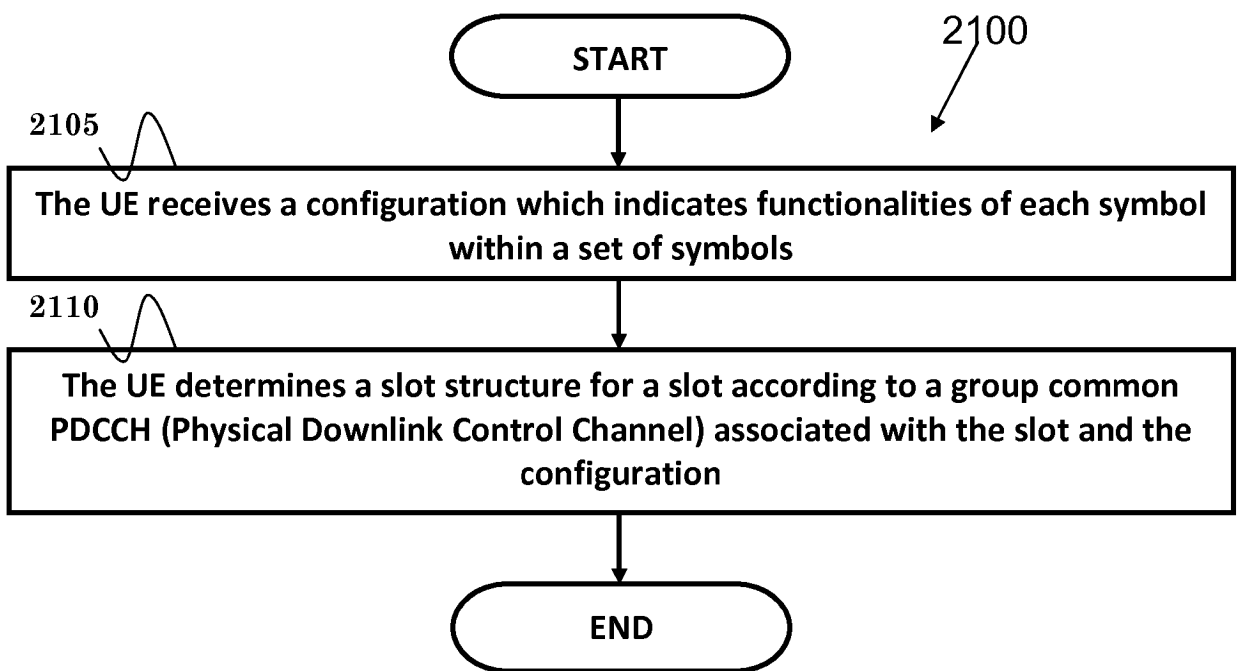 START
2100
2105
The UE receives a configuration which indicates functionalities of each symbol
within a set of symbols
2110
The UE determines a slot structure for a slot according to a group common
PDCCH (Physical Downlink Control Channel) associated with the slot and the
configuration
END